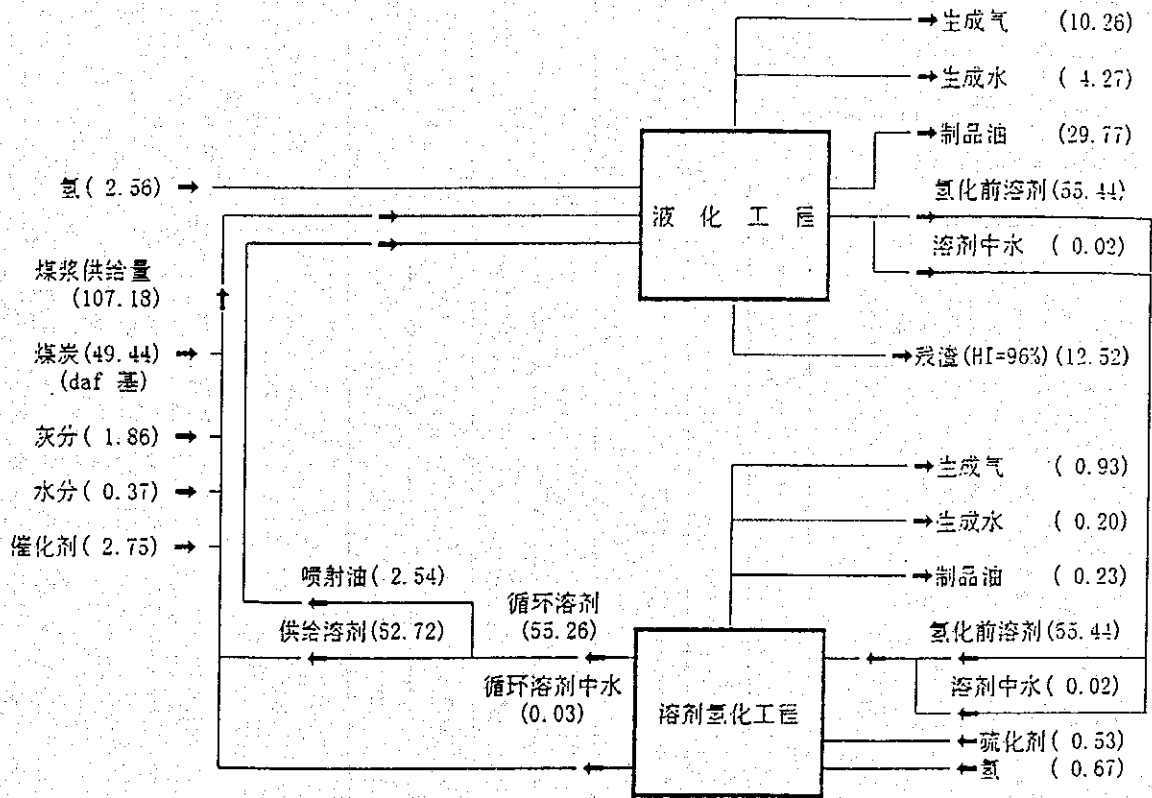 生成气 (10.26)
生成水 ( 4.27)
制品油 (29.77)
氢( 2.56)
氢化前溶剂(55.44)
液化工程
溶剂中水 ( 0.02)
煤浆供给量
(107.18)
煤炭(49.44)
(daf 基)
残渣(HI=96%)(12.52)
灰分( 1.86)
生成气 ( 0.93)
水分( 0.37)
生成水 ( 0.20)
催化剂( 2.75)
喷射油( 2.54)
制品油 ( 0.23)
循环溶剂
(55.26)
供给溶剂(52.72)
氢化前溶剂(55.44)
循环溶剂中水
(0.03)
溶剂中水( 0.02)
溶剂氢化工程
硫化剂( 0.53)
氢 ( 0.67)